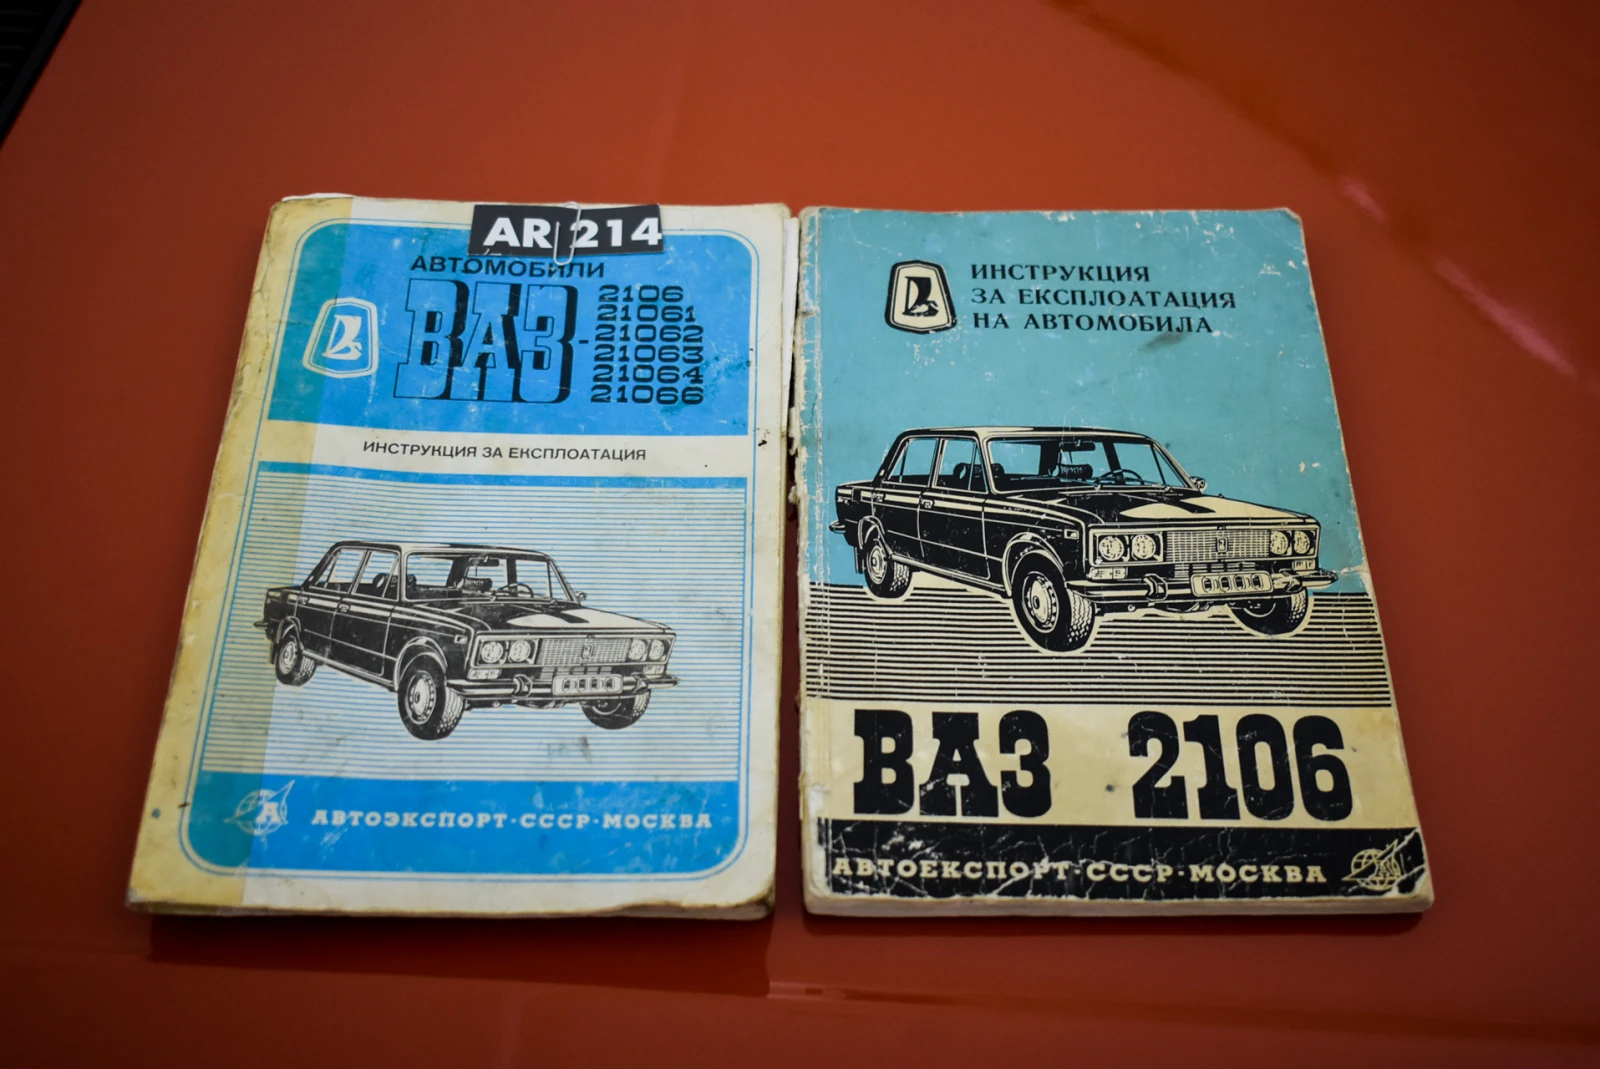 AR 214
АВТОМОБИЛИ
ВАЗ-
2106
21061
21062
21063
21064
21066
ИНСТРУКЦИЯ ЗА ЕКСПЛОАТАЦИЯ
АВТОЭКСПОРТ·СССР·МОСКВА
ИНСТРУКЦИЯ
ЗА ЕКСПЛОАТАЦИЯ
НА АВТОМОБИЛА
ВАЗ 2106
АВТОЕКСПОРТ·СССР·МОСКВА